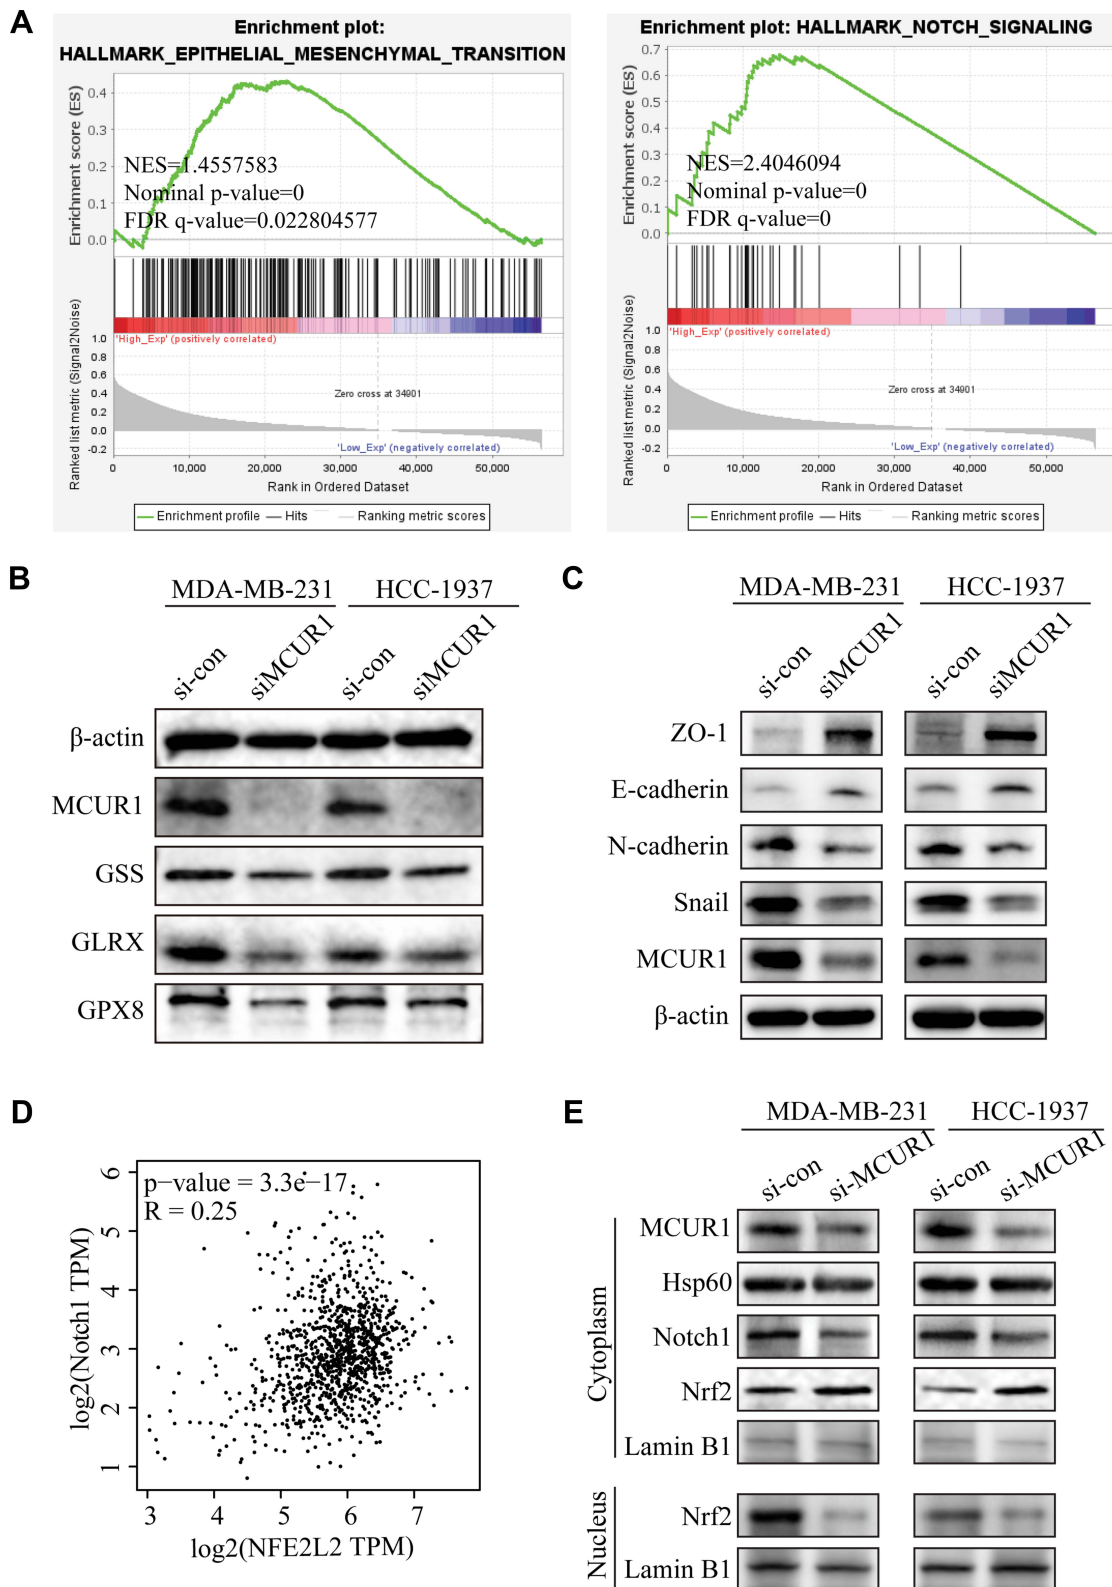 A
Enrichment plot:
HALLMARK_EPITHELIAL_MESENCHYMAL_TRANSITION
Enrichment score (ES)
0.4
0.3
0.2
0.1
0.0
NES=1.4557583
Nominal p-value=0
FDR q-value=0.022804577
Ranked list metric (Signal2Noise)
'High_Exp' (positively correlated)
1.0
0.8
0.6
0.4
0.2
0.0
-0.2
Zero cross at 34901
'Low_Exp' (negatively correlated)
0 10,000 20,000 30,000 40,000 50,000
Rank in Ordered Dataset
Enrichment profile Hits Ranking metric scores
Enrichment plot: HALLMARK_NOTCH_SIGNALING
Enrichment score (ES)
0.7
0.6
0.5
0.4
0.3
0.2
0.1
0.0
NES=2.4046094
Nominal p-value=0
FDR q-value=0
Ranked list metric (Signal2Noise)
'High_Exp' (positively correlated)
1.0
0.8
0.6
0.4
0.2
0.0
-0.2
Zero cross at 34901
'Low_Exp' (negatively correlated)
0 10,000 20,000 30,000 40,000 50,000
Rank in Ordered Dataset
Enrichment profile Hits Ranking metric scores
B
MDA-MB-231 HCC-1937
si-con siMCUR1 si-con siMCUR1
β-actin
MCUR1
GSS
GLRX
GPX8
C
MDA-MB-231 HCC-1937
si-con siMCUR1 si-con siMCUR1
ZO-1
E-cadherin
N-cadherin
Snail
MCUR1
β-actin
D
p−value = 3.3e−17
R = 0.25
log2(Notch1 TPM)
6
5
4
3
2
1
3 4 5 6 7
log2(NFE2L2 TPM)
E
MDA-MB-231 HCC-1937
si-con si-MCUR1 si-con si-MCUR1
Cytoplasm
MCUR1
Hsp60
Notch1
Nrf2
Lamin B1
Nucleus
Nrf2
Lamin B1